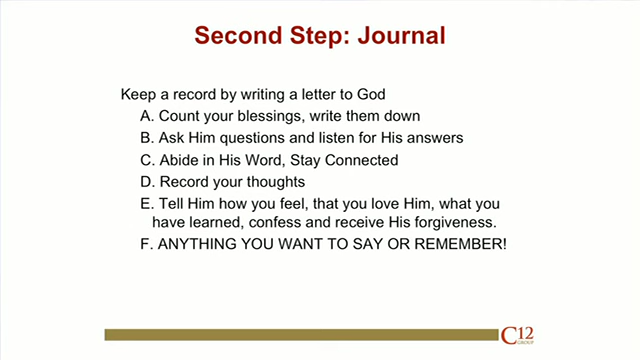 Second Step: Journal
Keep a record by writing a letter to God
A. Count your blessings, write them down
B. Ask Him questions and listen for His answers
C. Abide in His Word, Stay Connected
D. Record your thoughts
E. Tell Him how you feel, that you love Him, what you
have learned, confess and receive His forgiveness.
F. ANYTHING YOU WANT TO SAY OR REMEMBER!
C12
GROUP